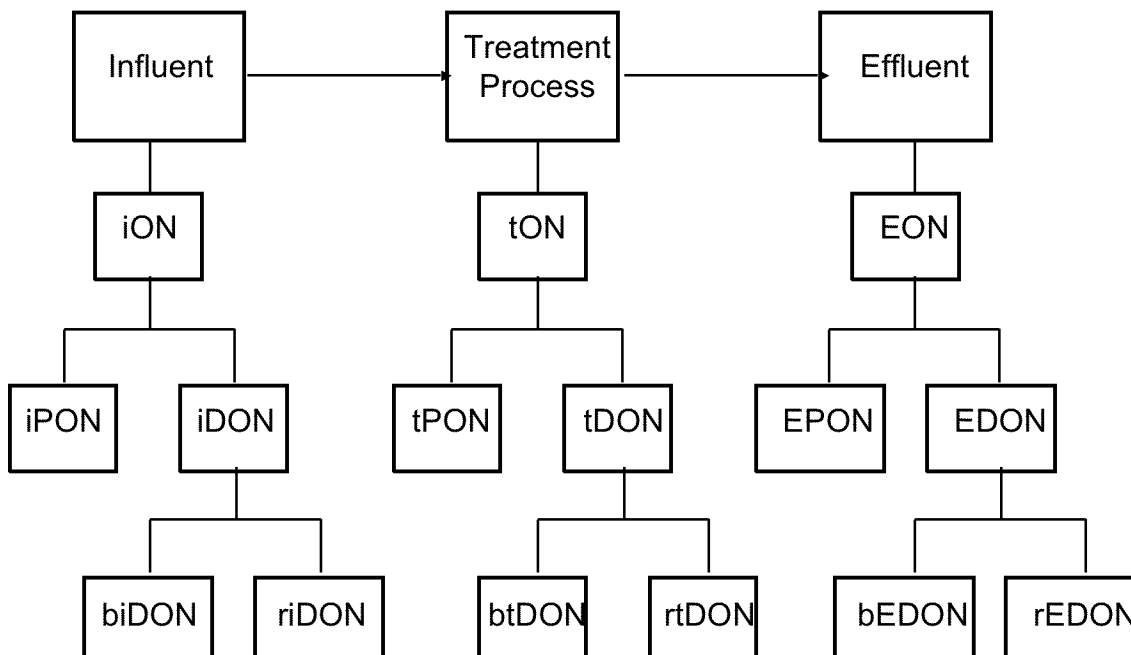 Influent
Treatment
Process
Effluent
iON
tON
EON
iPON
iDON
tPON
tDON
EPON
EDON
biDON
riDON
btDON
rtDON
bEDON
rEDON